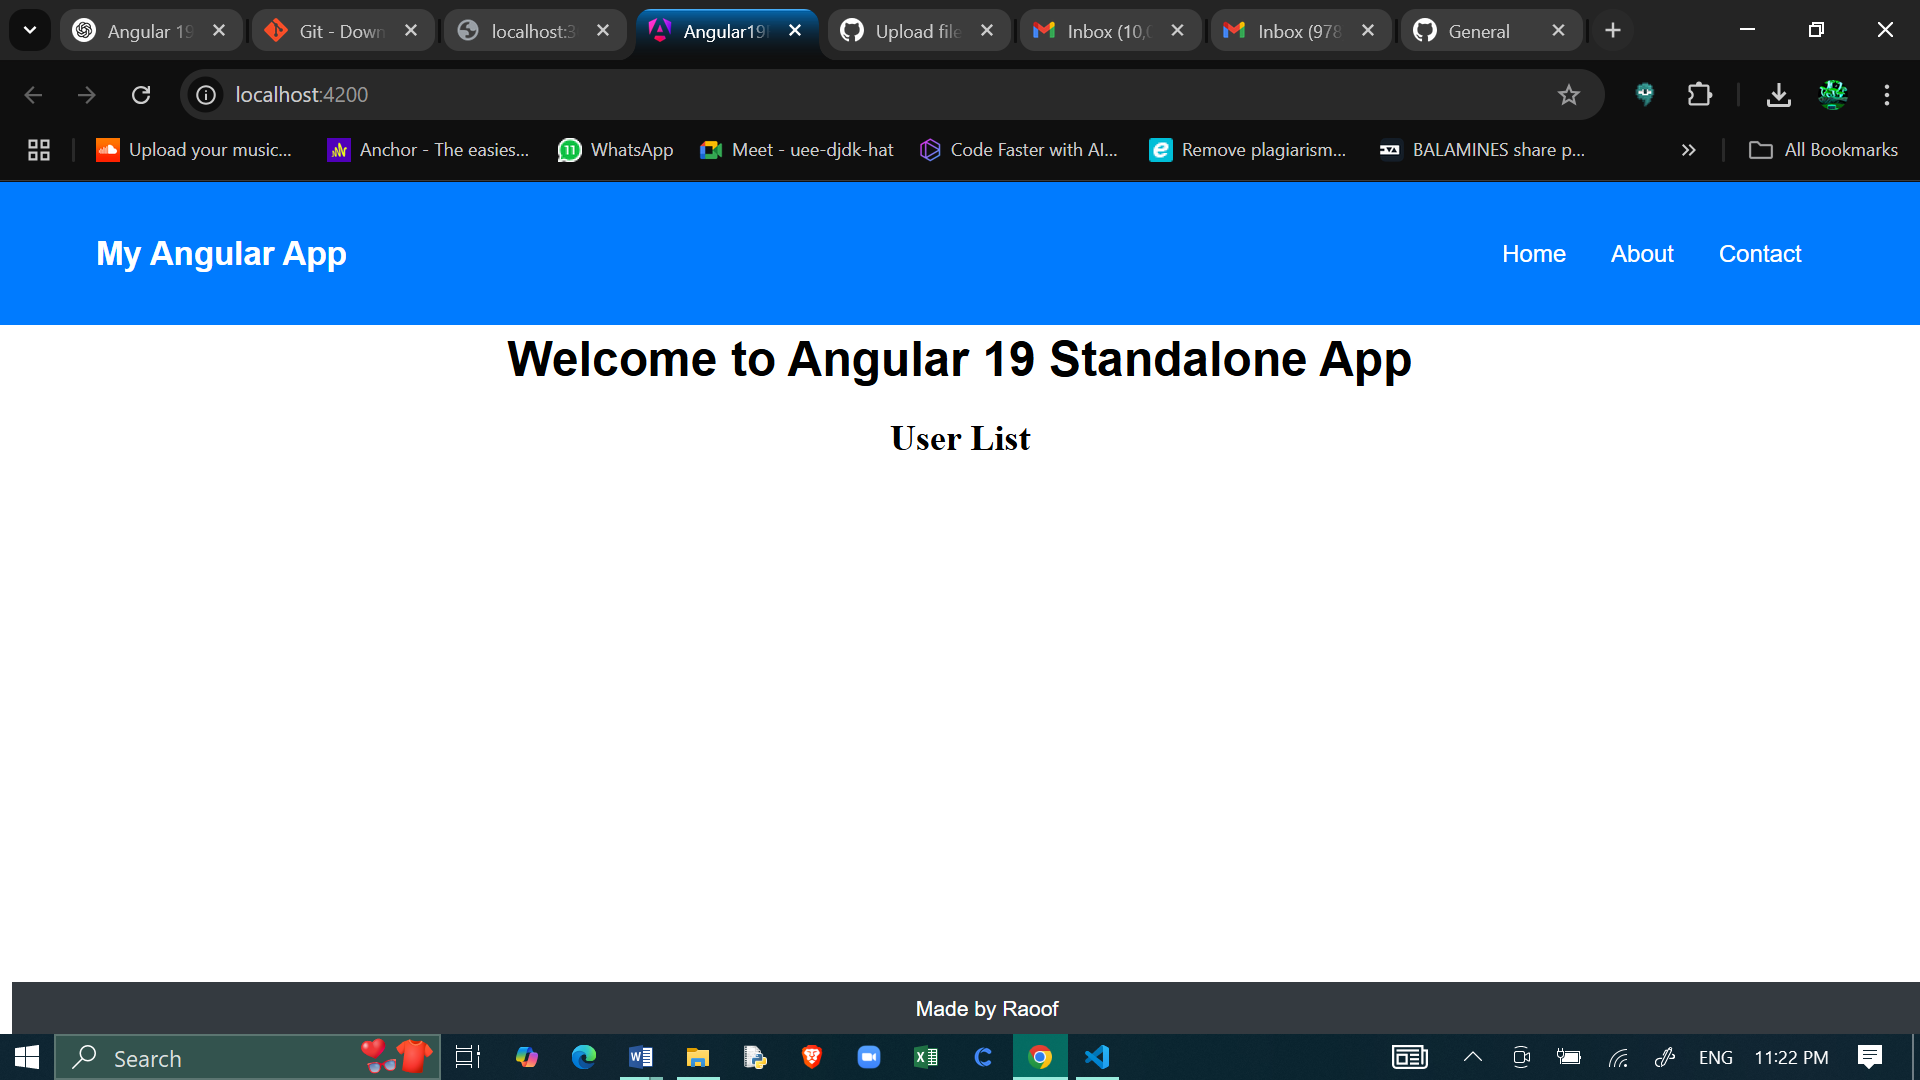 Angular 19
Git - Down
localhost:3
Angular19
Upload file
Inbox (10,
Inbox (978
General
localhost:4200
Upload your music...
Anchor - The easies...
11
WhatsApp
Meet - uee-djdk-hat
Code Faster with AI...
Remove plagiarism...
BALAMINES share p...
All Bookmarks
My Angular App
Home
About
Contact
Welcome to Angular 19 Standalone App
User List
Made by Raoof
Search
ENG
11:22 PM